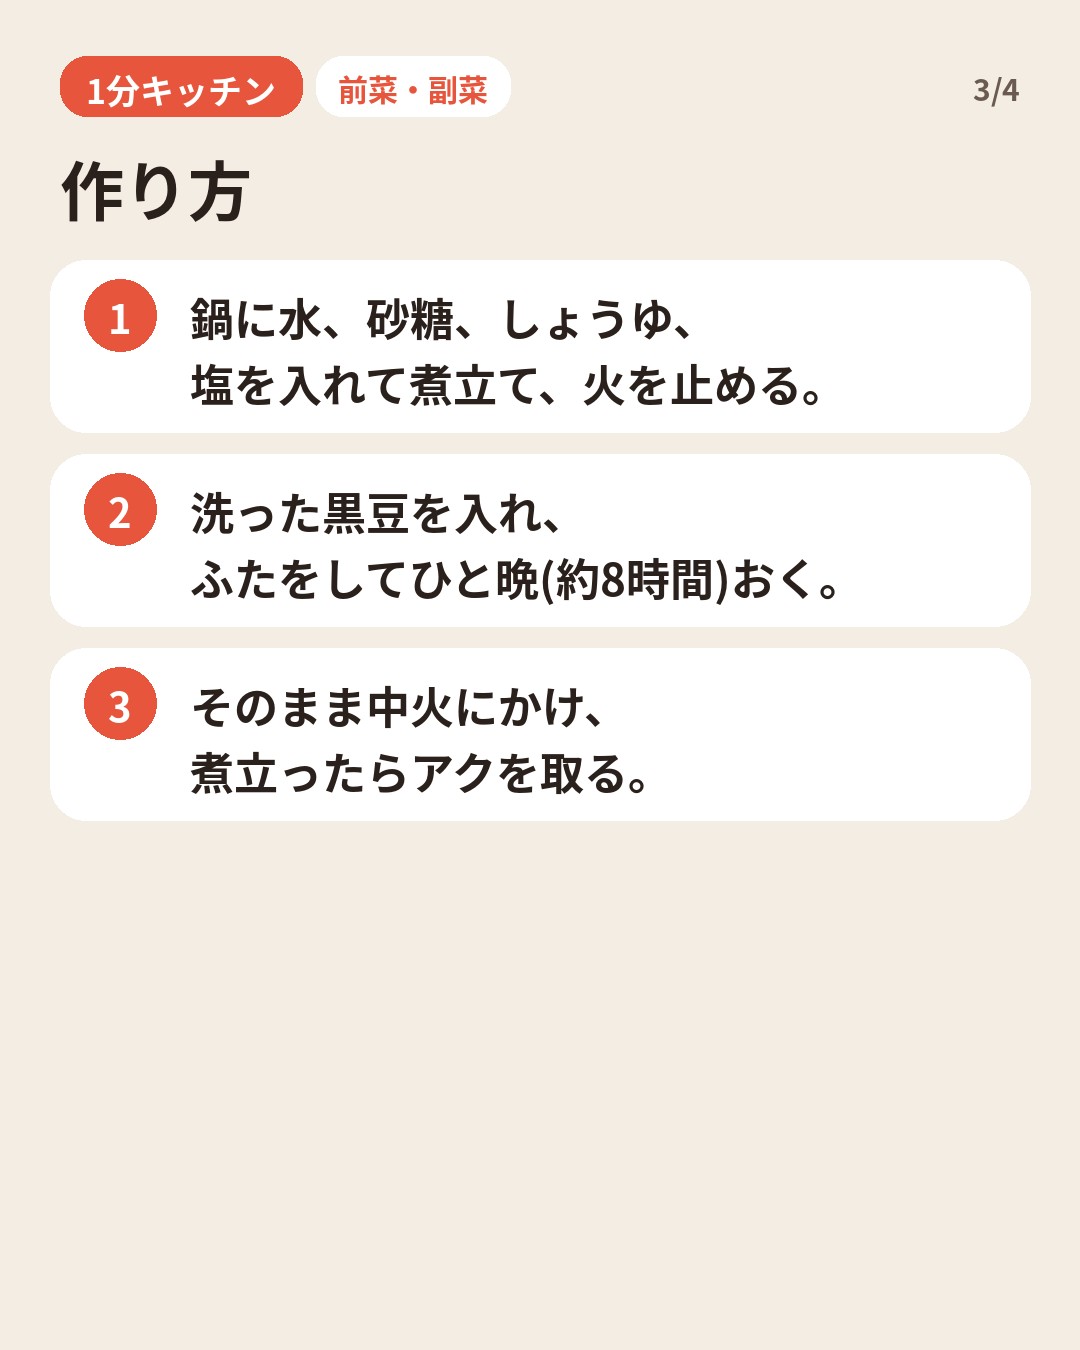 1分キッチン
前菜・副菜
3/4
作り方
1
鍋に水、砂糖、しょうゆ、
塩を入れて煮立て、火を止める。
2
洗った黒豆を入れ、
ふたをしてひと晩(約8時間)おく。
3
そのまま中火にかけ、
煮立ったらアクを取る。